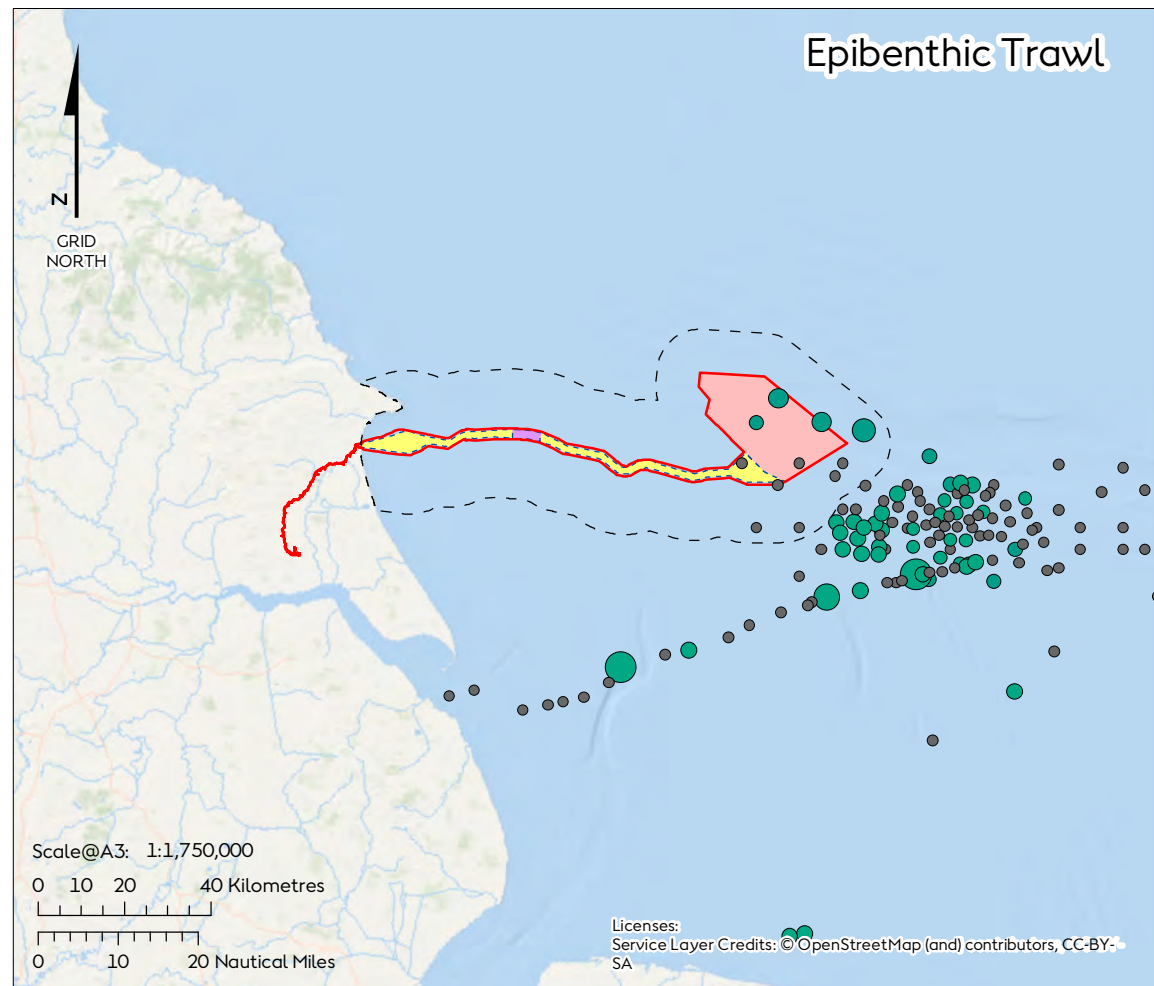 Epibenthic Trawl
N
GRID
NORTH
Scale@A3: 1:1,750,000
0 10 20 40 Kilometres
0 10 20 Nautical Miles
Licenses:
Service Layer Credits: © OpenStreetMap (and) contributors, CC-BY-
SA